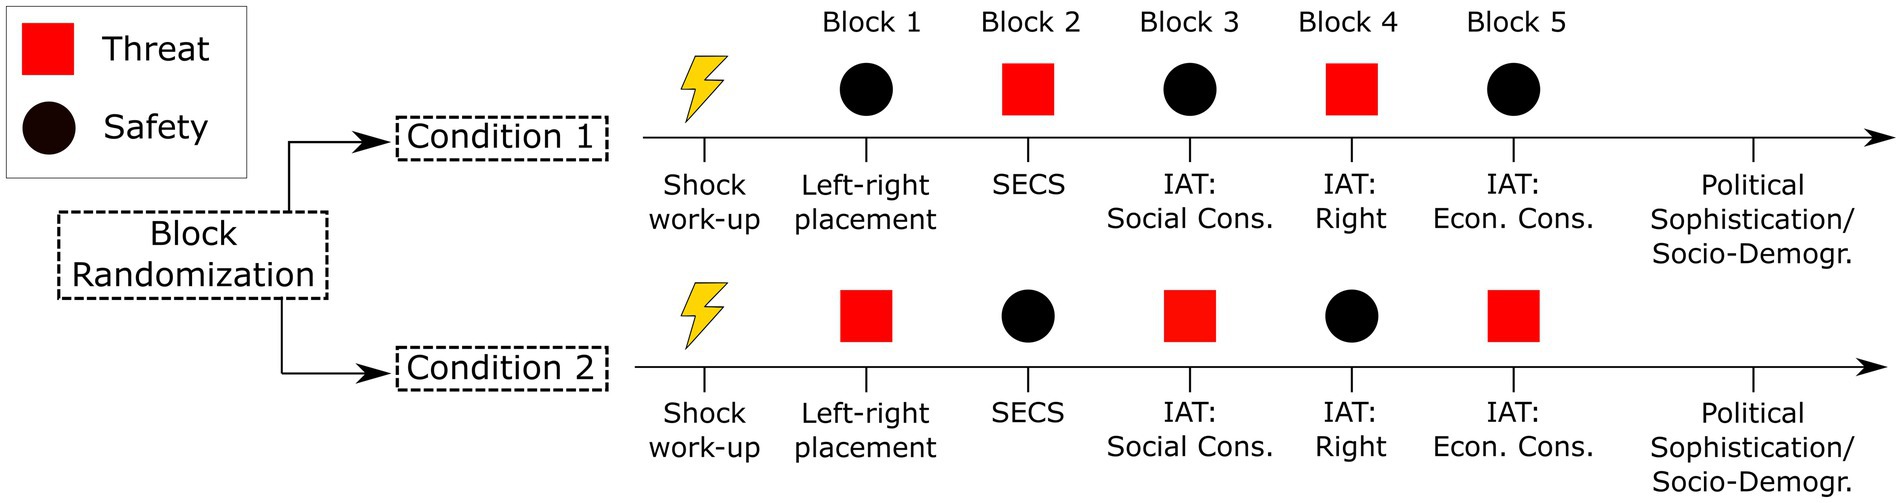 Threat
Safety
Block
Randomization
Condition 1
Block 1 Block 2 Block 3 Block 4 Block 5
Shock Left-right SECS IAT: IAT: IAT: Political
work-up placement Social Cons. Right Econ. Cons. Sophistication/
Socio-Demogr.
Condition 2
Shock Left-right SECS IAT: IAT: IAT: Political
work-up placement Social Cons. Right Econ. Cons. Sophistication/
Socio-Demogr.